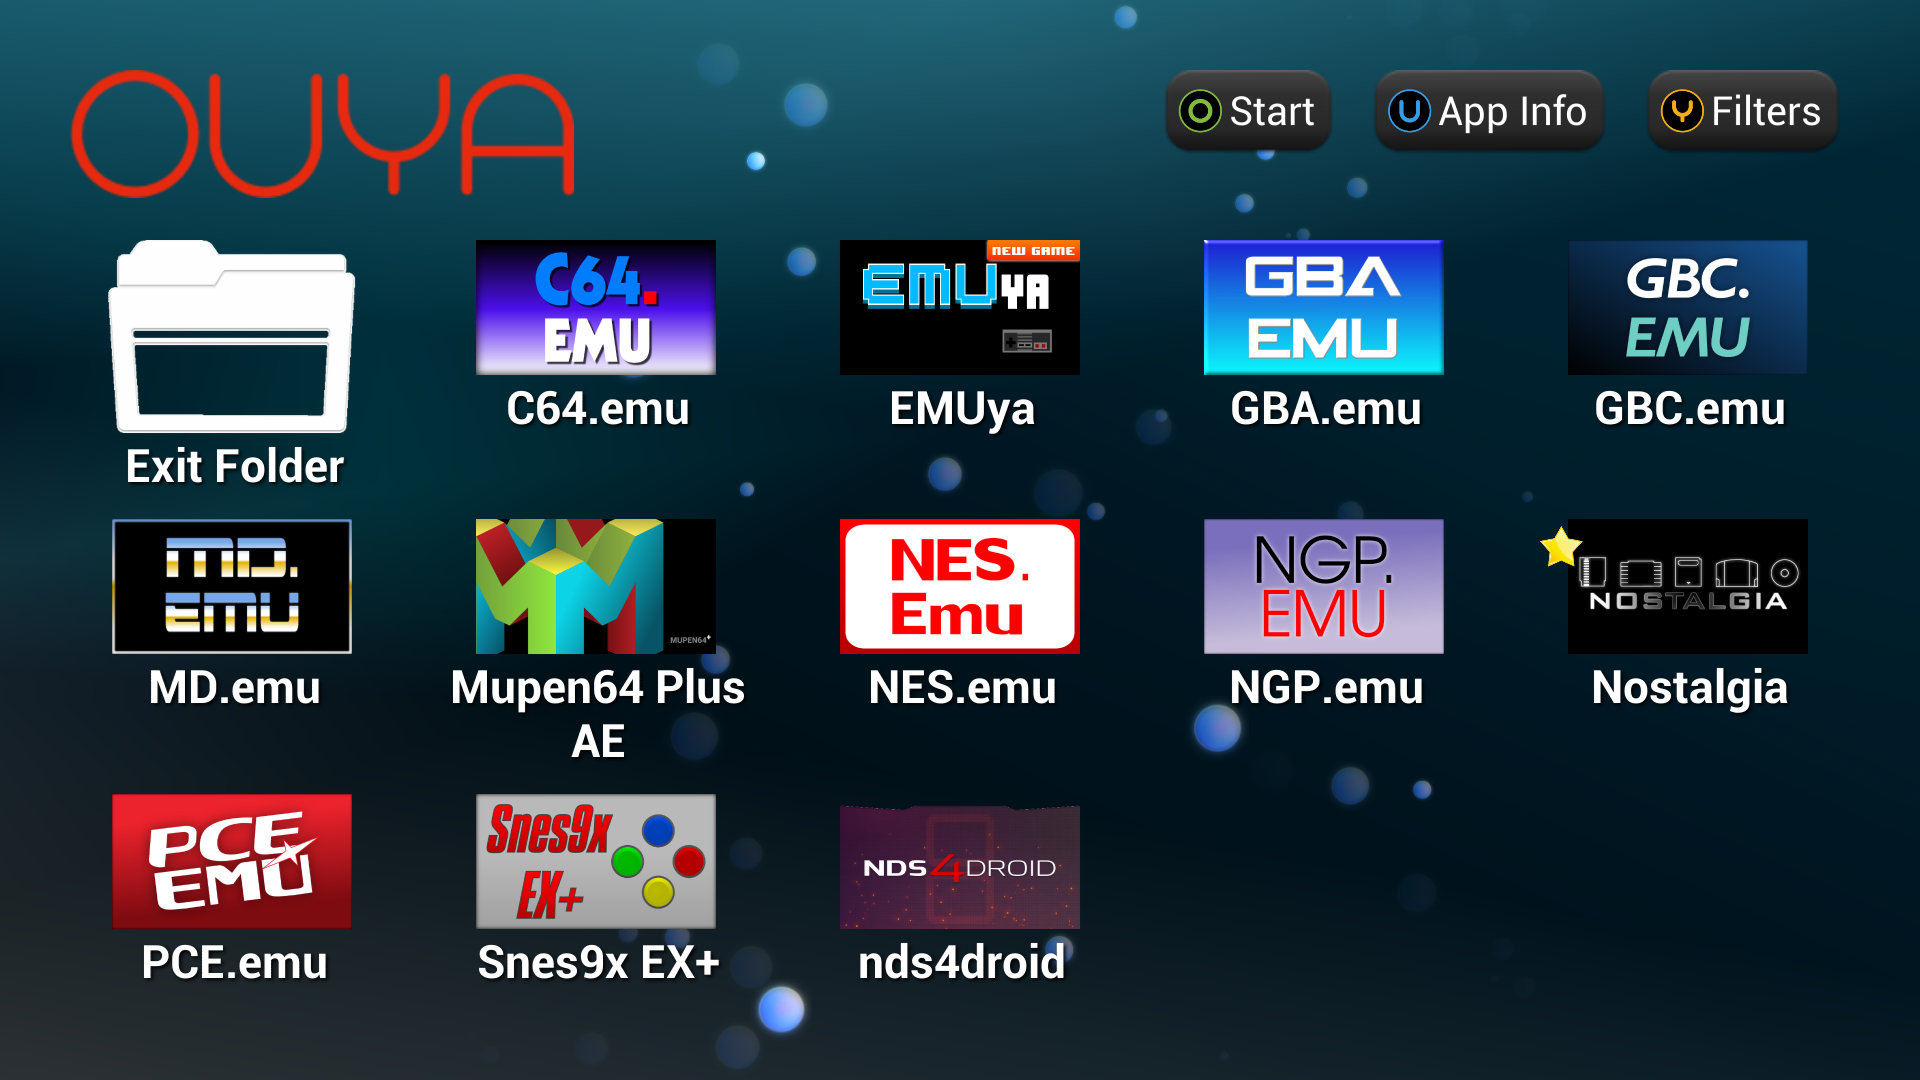 OUYA
Start
App Info
Filters
C64.
EMU
NEW GAME
EMUYA
GBA
EMU
GBC.
EMU
Exit Folder
C64.emu
EMUya
GBA.emu
GBC.emu
MD.
EMU
MUPEN64+
NES.
Emu
NGP.
EMU
NOSTALGIA
MD.emu
Mupen64 Plus
AE
NES.emu
NGP.emu
Nostalgia
PCE
EMU
Snes9x
EX+
NDS4DROID
PCE.emu
Snes9x EX+
nds4droid